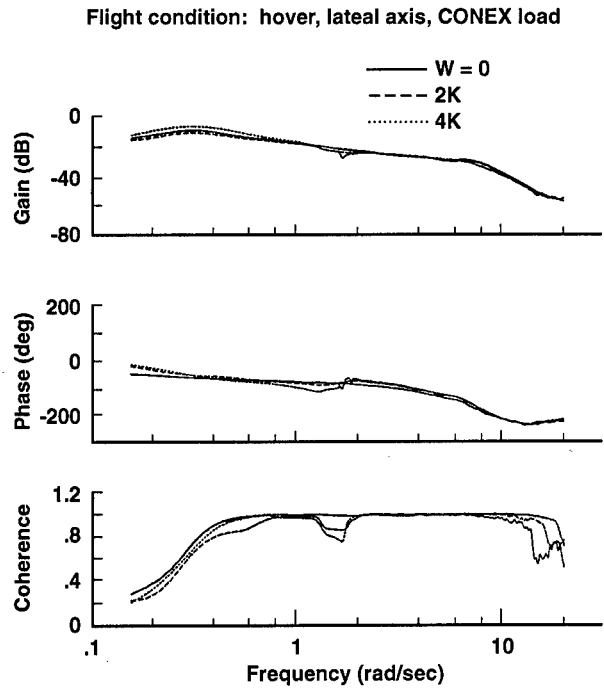 Flight condition: hover, lateal axis, CONEX load
W = 0
2K
4K
0
-40
-80
Gain (dB)
200
0
-200
Phase (deg)
1.2
.8
.4
0
Coherence
.1
1
10
Frequency (rad/sec)